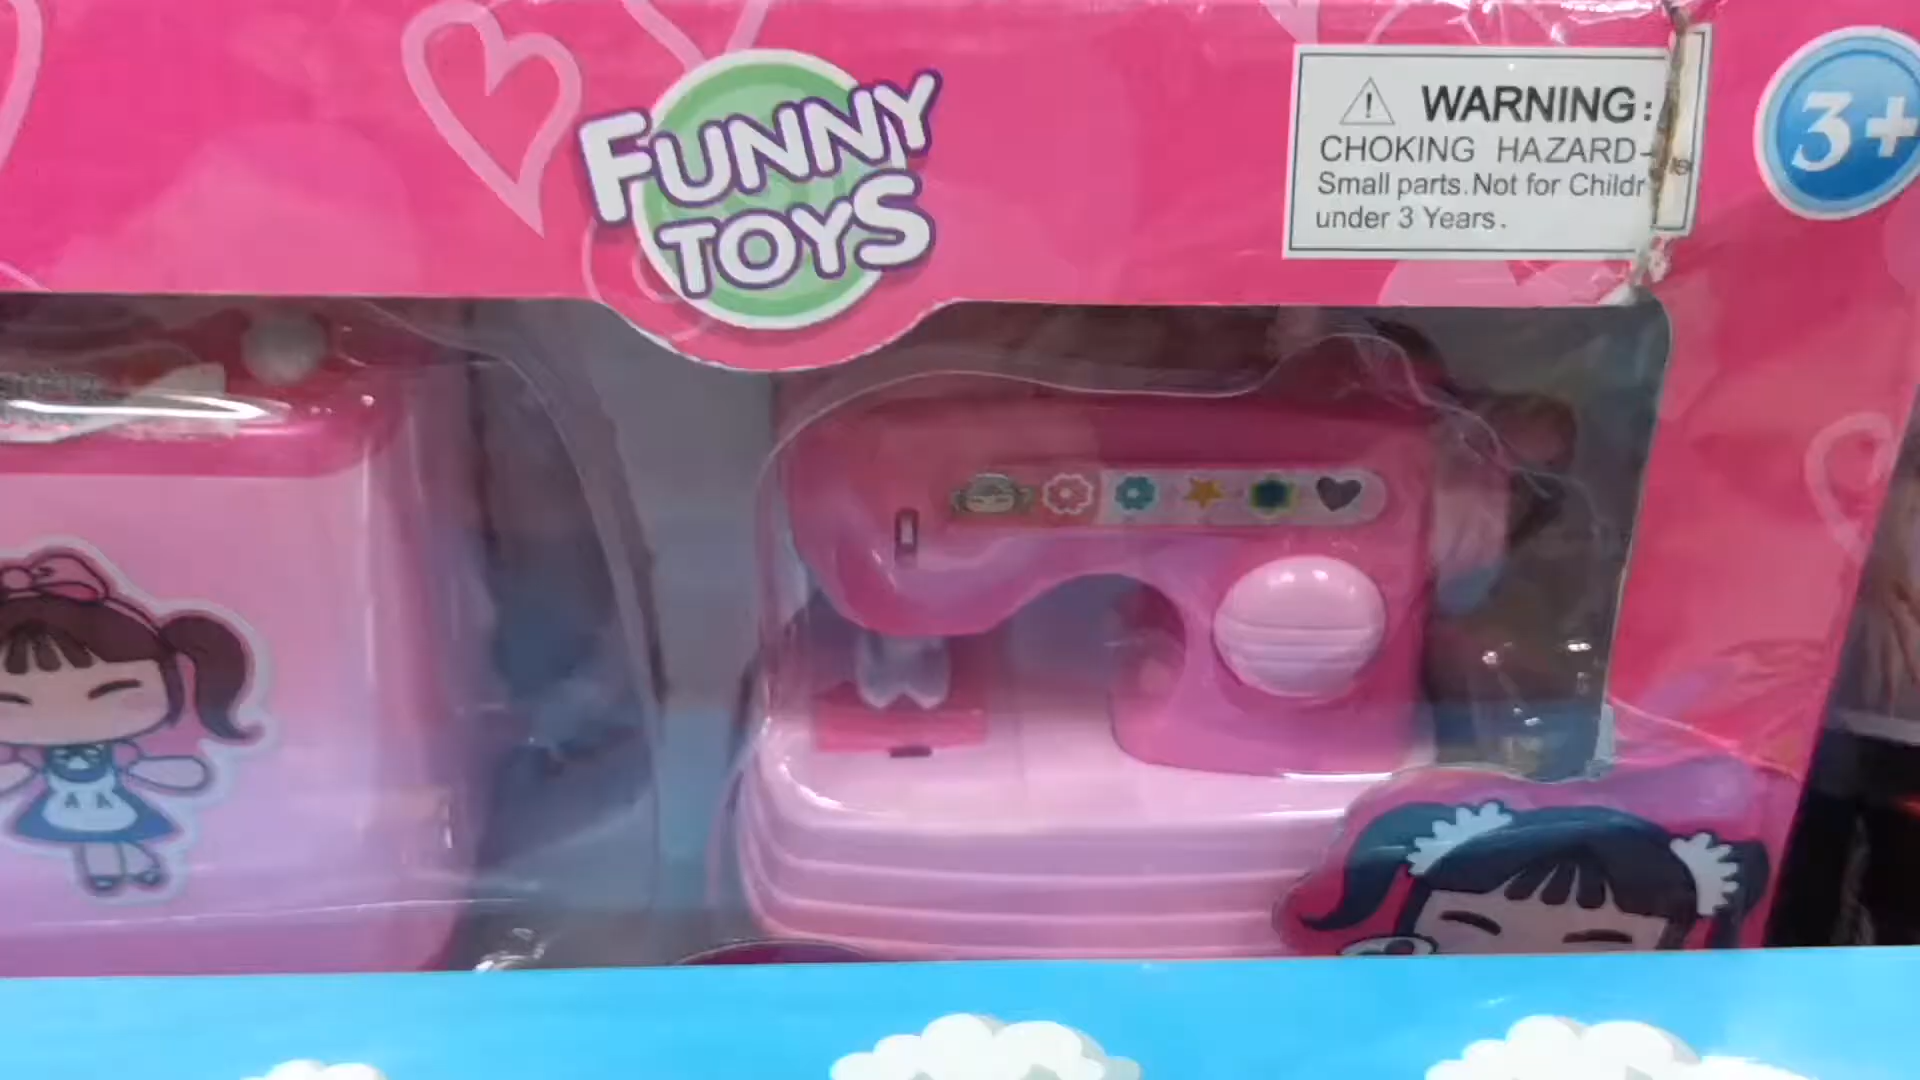 FUNNY
TOYS
WARNING:
CHOKING HAZARD-
Small parts.Not for Childr
under 3 Years.
3+